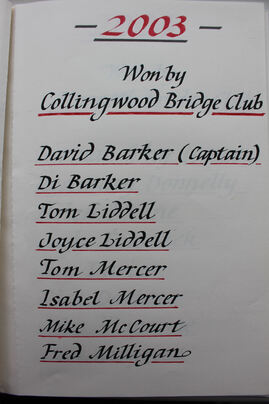 — 2003 —
Won by
Collingwood Bridge Club
David Barker (Captain)
Di Barker
Tom Liddell
Joyce Liddell
Tom Mercer
Isabel Mercer
Mike McCourt
Fred Milligan